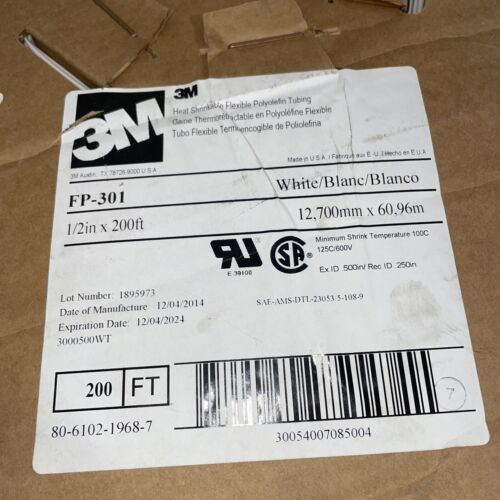 3M
3M
Heat Shrinkable Flexible Polyolefin Tubing
Gaine Thermorétractable en Polyoléfine Flexible
Tubo Flexible Termoencogible de Poliolefina
3M Austin, TX 78726-9000 U.S.A
Made in U.S.A. / Fabriqué aux E.-U. / Hecho en E.U.
FP-301
White/Blanc/Blanco
1/2in x 200ft
12,700mm x 60,96m
Minimum Shrink Temperature 100C
125C/600V
Ex.ID .500in/ Rec ID .250in
RU
SA
E 39100
Lot Number: 1895973
Date of Manufacture: 12/04/2014
Expiration Date: 12/04/2024
3000500WT
SAE-AMS-DTL-23053/5-108-9
200 FT
7
80-6102-1968-7
30054007085004